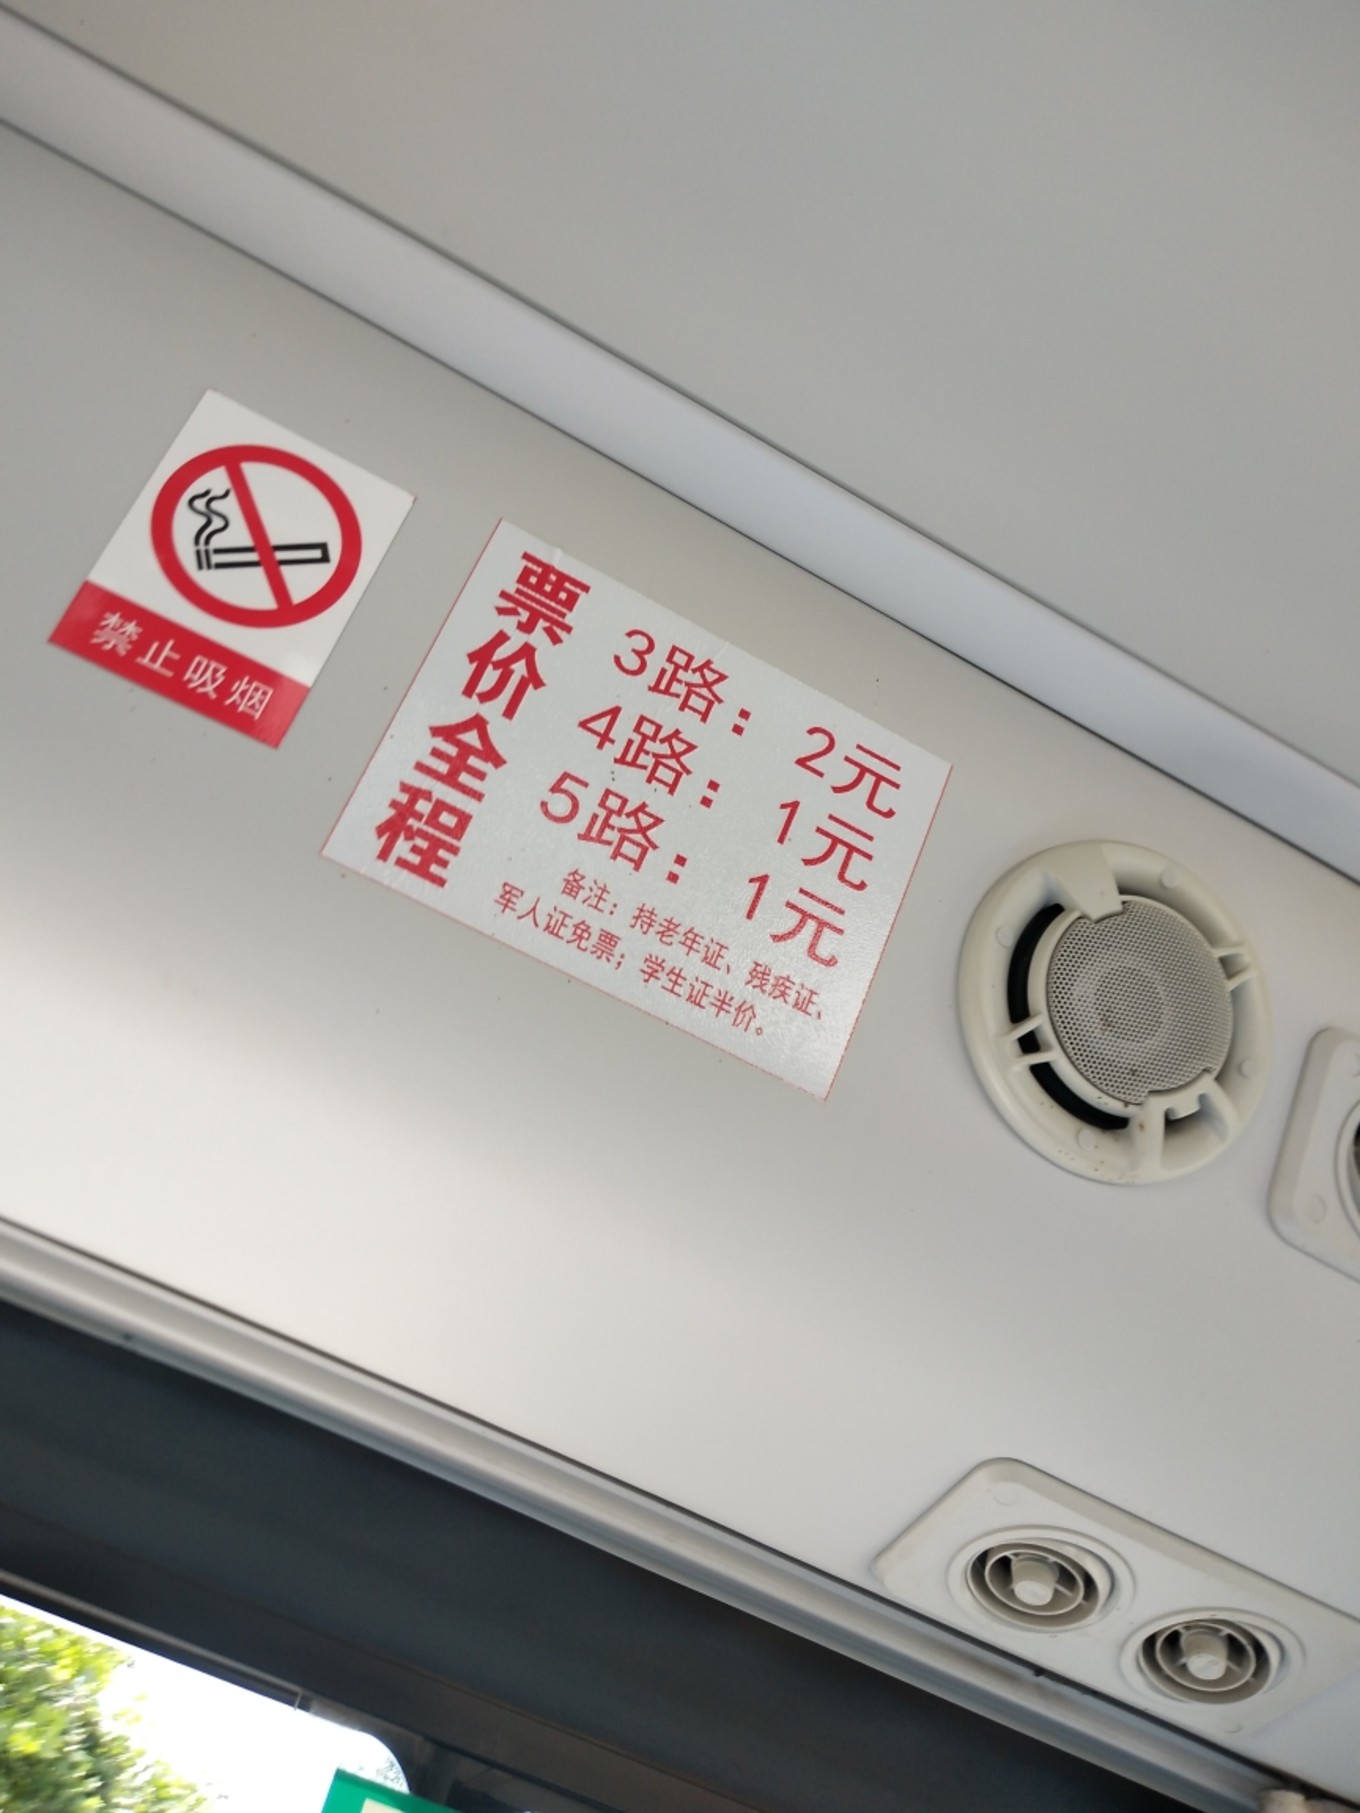 禁止吸烟
票价全程
3路：2元
4路：1元
5路：1元
备注：持老年证、残疾证、
军人证免票；学生证半价。